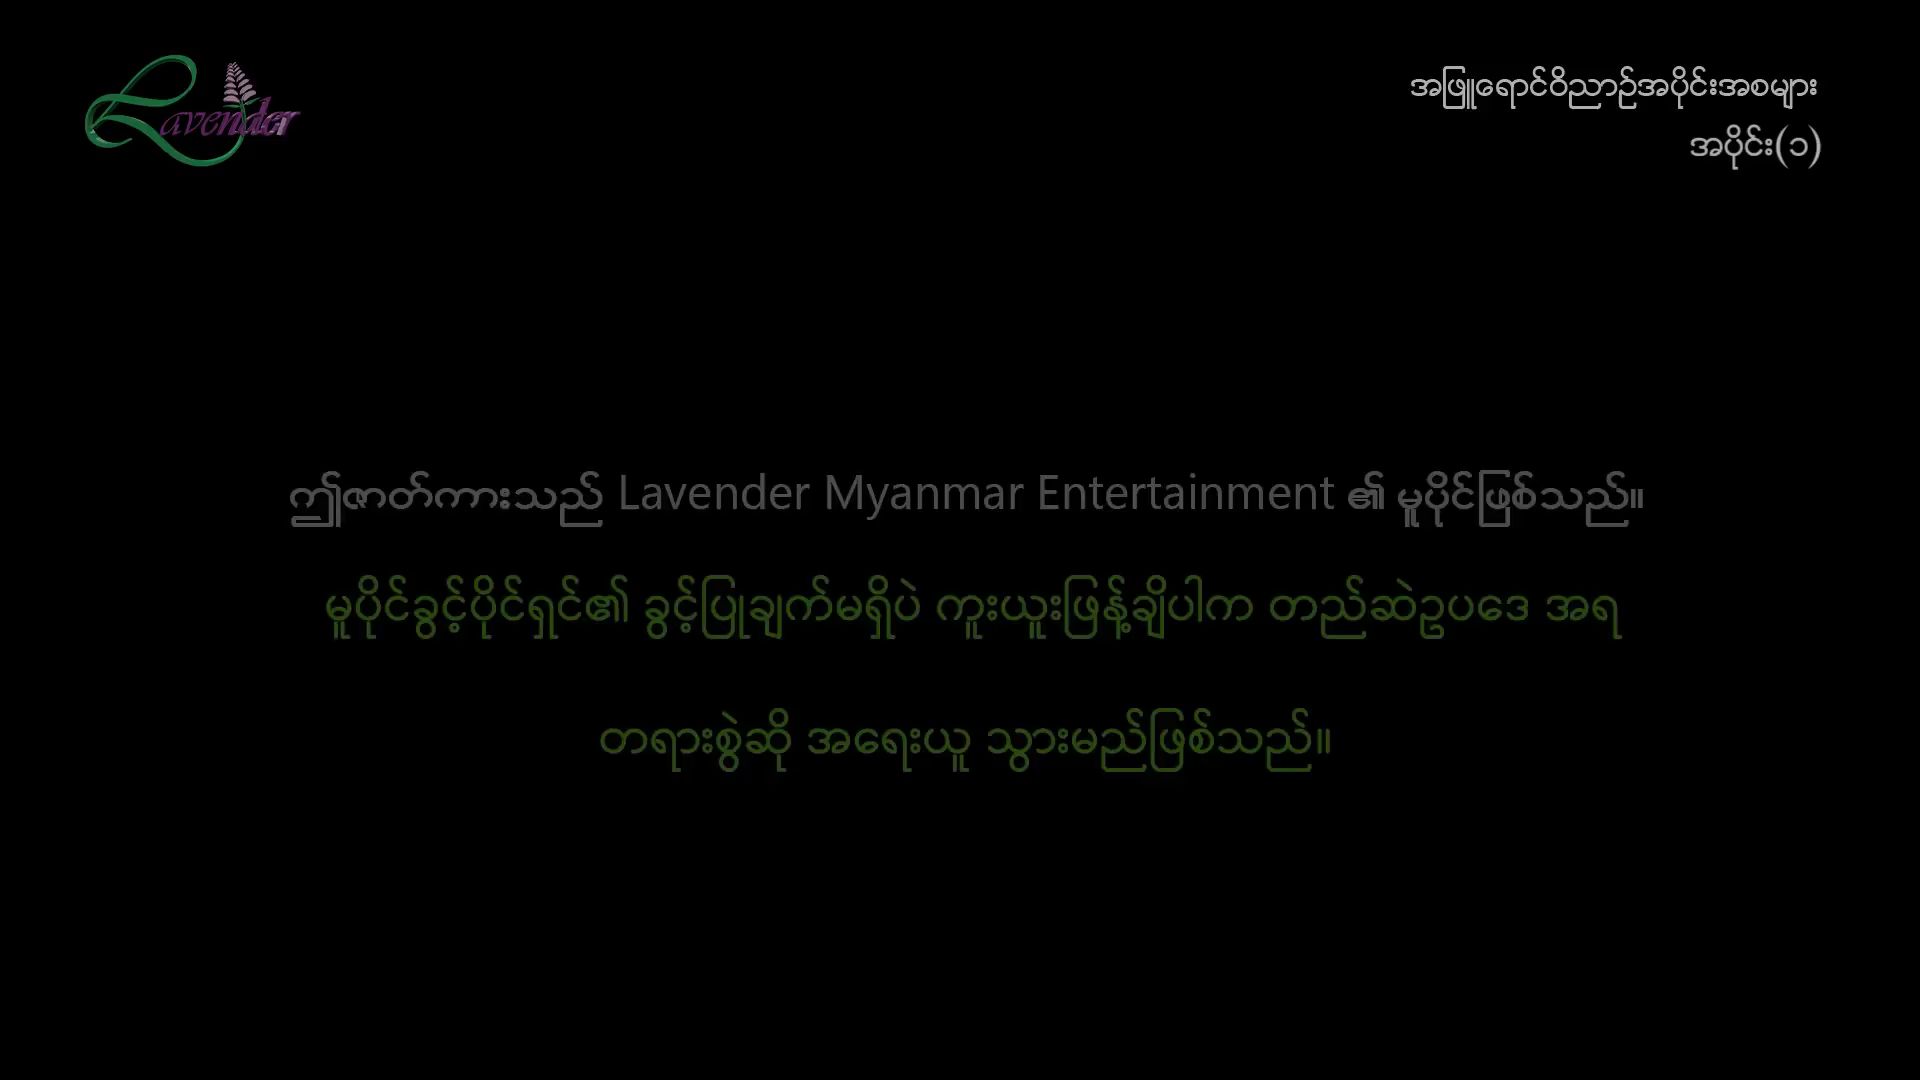 Lavender
အဖြူရောင်ဝိညာဉ်အပိုင်းအစများ
အပိုင်း(၁)
ဤဇာတ်ကားသည် Lavender Myanmar Entertainment ၏ မူပိုင်ဖြစ်သည်။
မူပိုင်ခွင့်ပိုင်ရှင်၏ ခွင့်ပြုချက်မရှိပဲ ကူးယူးဖြန့်ချိပါက တည်ဆဲဥပဒေ အရ
တရားစွဲဆို အရေးယူ သွားမည်ဖြစ်သည်။